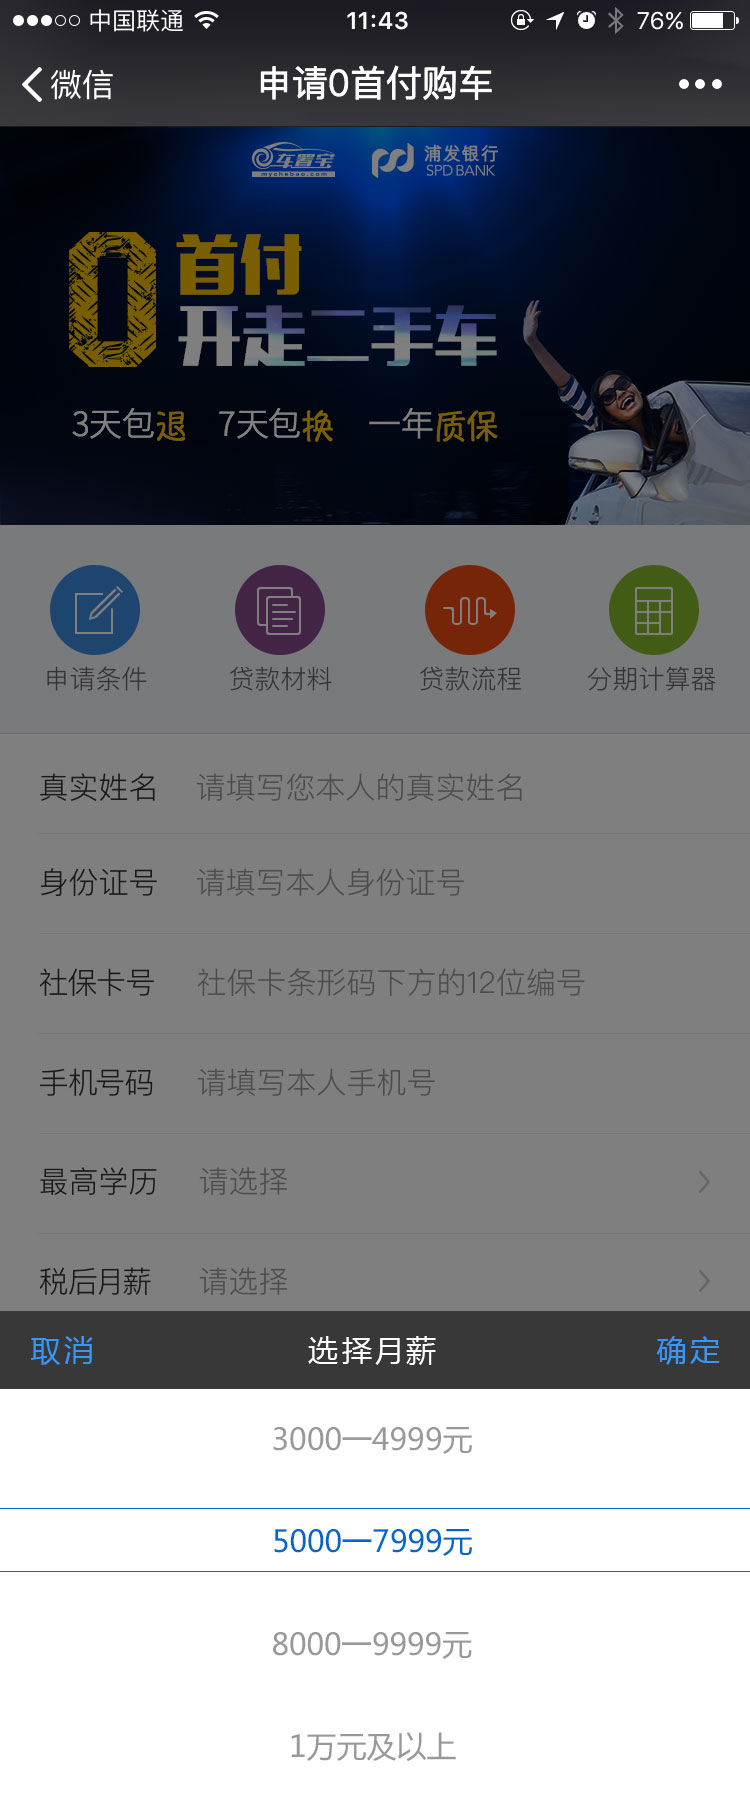 中国联通 11:43 76%
微信 申请0首付购车
车置宝 浦发银行
mychebao.com SPD BANK
0首付
开走二手车
3天包退 7天包换 一年质保
申请条件 贷款材料 贷款流程 分期计算器
真实姓名 请填写您本人的真实姓名
身份证号 请填写本人身份证号
社保卡号 社保卡条形码下方的12位编号
手机号码 请填写本人手机号
最高学历 请选择
税后月薪 请选择
取消 选择月薪 确定
3000—4999元
5000—7999元
8000—9999元
1万元及以上